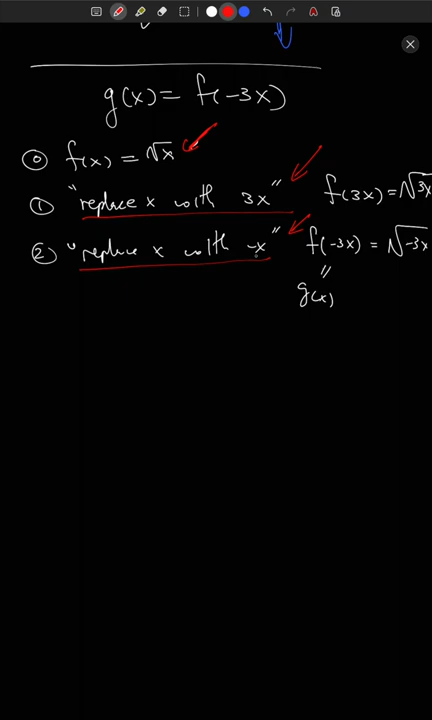 g(x) = f(-3x)
⓪ f(x) = √x
① "replace x with 3x" f(3x) = √3x
② "replace x with -x" f(-3x) = √-3x
"
g(x)